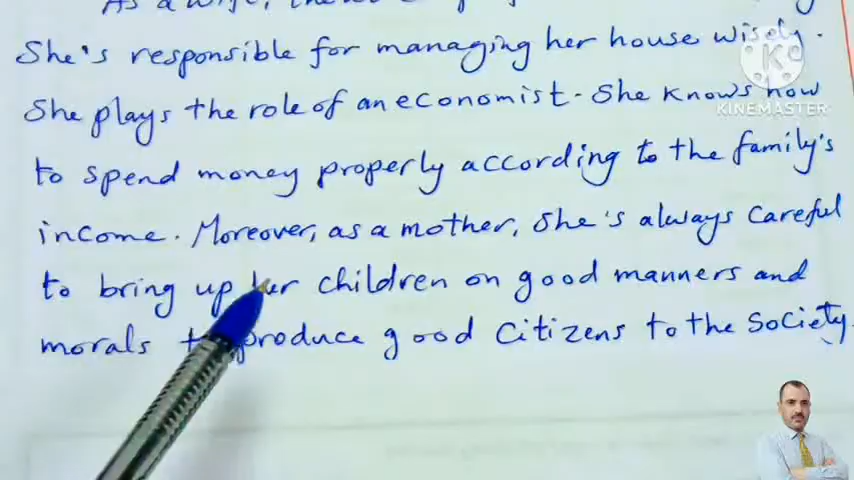 As a wife,
She's responsible for managing her house wisely.
She plays the role of an economist. She knows how
to spend money properly according to the family's
income. Moreover, as a mother, She's always careful
to bring up her children on good manners and
morals to produce good citizens to the society.
K
KINEMASTER